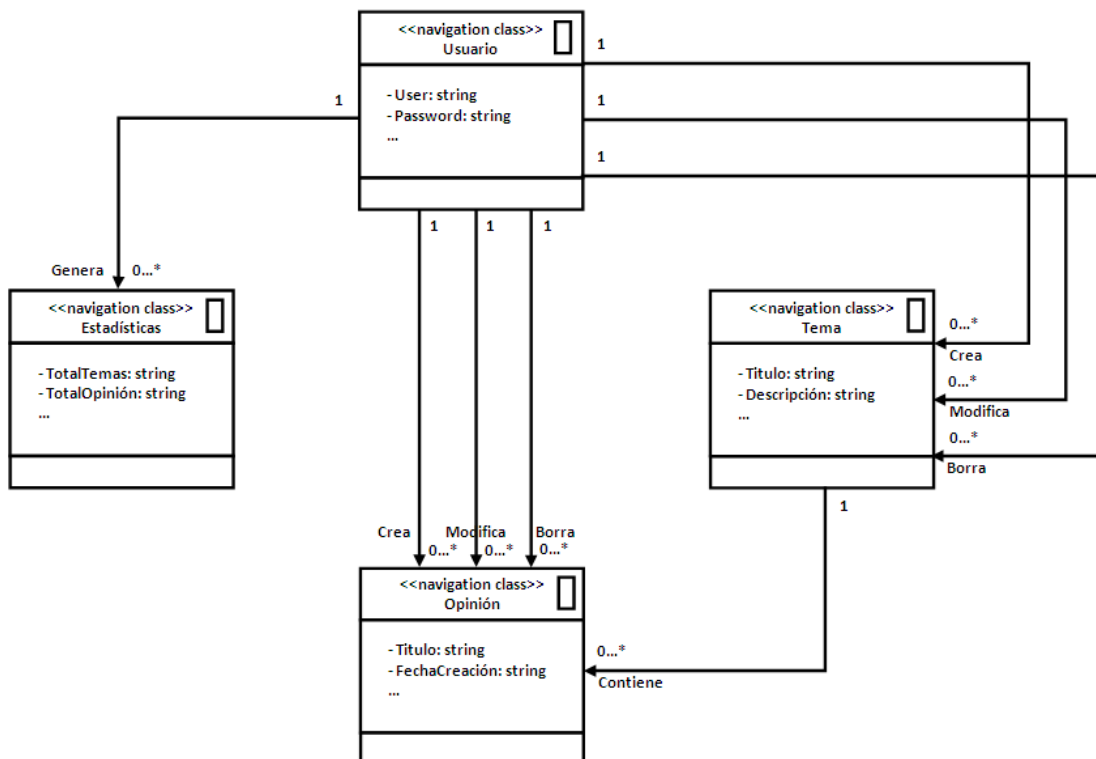 <<navigation class>>
Usuario
- User: string
- Password: string
...
1
1
1
1
1
1
1
Genera
0...*
<<navigation class>>
Estadísticas
- TotalTemas: string
- TotalOpinión: string
...
<<navigation class>>
Tema
- Titulo: string
- Descripción: string
...
0...*
Crea
0...*
Modifica
0...*
Borra
1
Crea
Modifica
Borra
0...*
0...*
0...*
<<navigation class>>
Opinión
- Titulo: string
- FechaCreación: string
...
0...*
Contiene